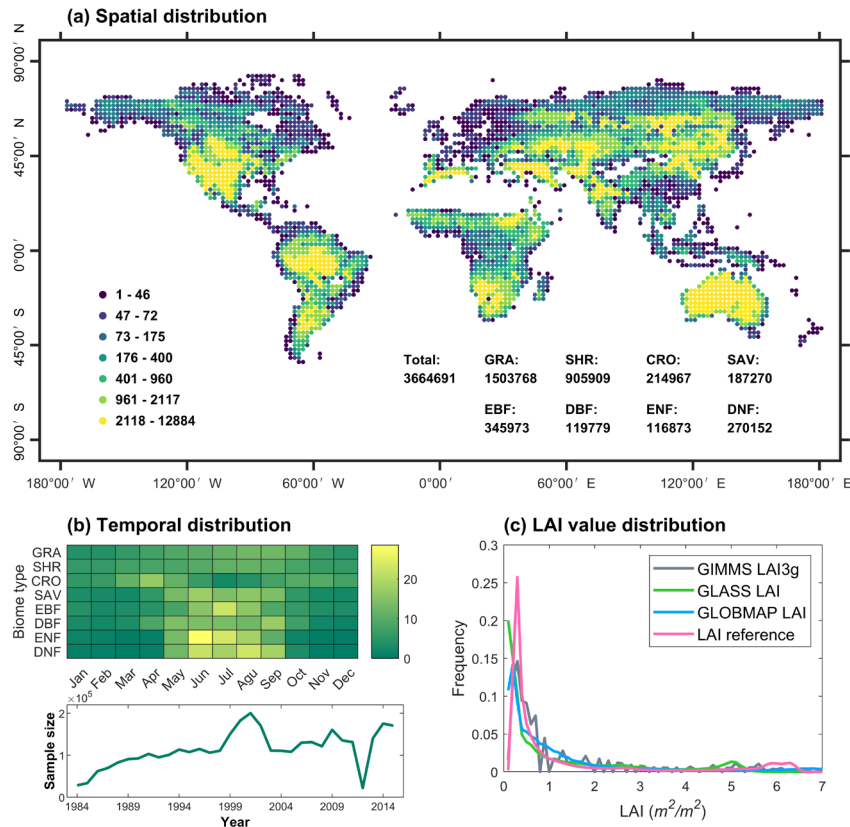 (a) Spatial distribution
90°00′ N
45°00′ N
0°00′
45°00′ S
90°00′ S
1 - 46
47 - 72
73 - 175
176 - 400
401 - 960
961 - 2117
2118 - 12884
Total: GRA: SHR: CRO: SAV:
3664691 1503768 905909 214967 187270
EBF: DBF: ENF: DNF:
345973 119779 116873 270152
180°00′ W 120°00′ W 60°00′ W 0°00′ 60°00′ E 120°00′ E 180°00′ E
(b) Temporal distribution
Biome type
GRA
SHR
CRO
SAV
EBF
DBF
ENF
DNF
20
10
0
Jan Feb Mar Apr May Jun Jul Agu Sep Oct Nov Dec
×10⁵
Sample size
2
1
0
1984 1989 1994 1999 2004 2009 2014
Year
(c) LAI value distribution
Frequency
0.3
0.25
0.2
0.15
0.1
0.05
0
GIMMS LAI3g
GLASS LAI
GLOBMAP LAI
LAI reference
0 1 2 3 4 5 6 7
LAI (m²/m²)